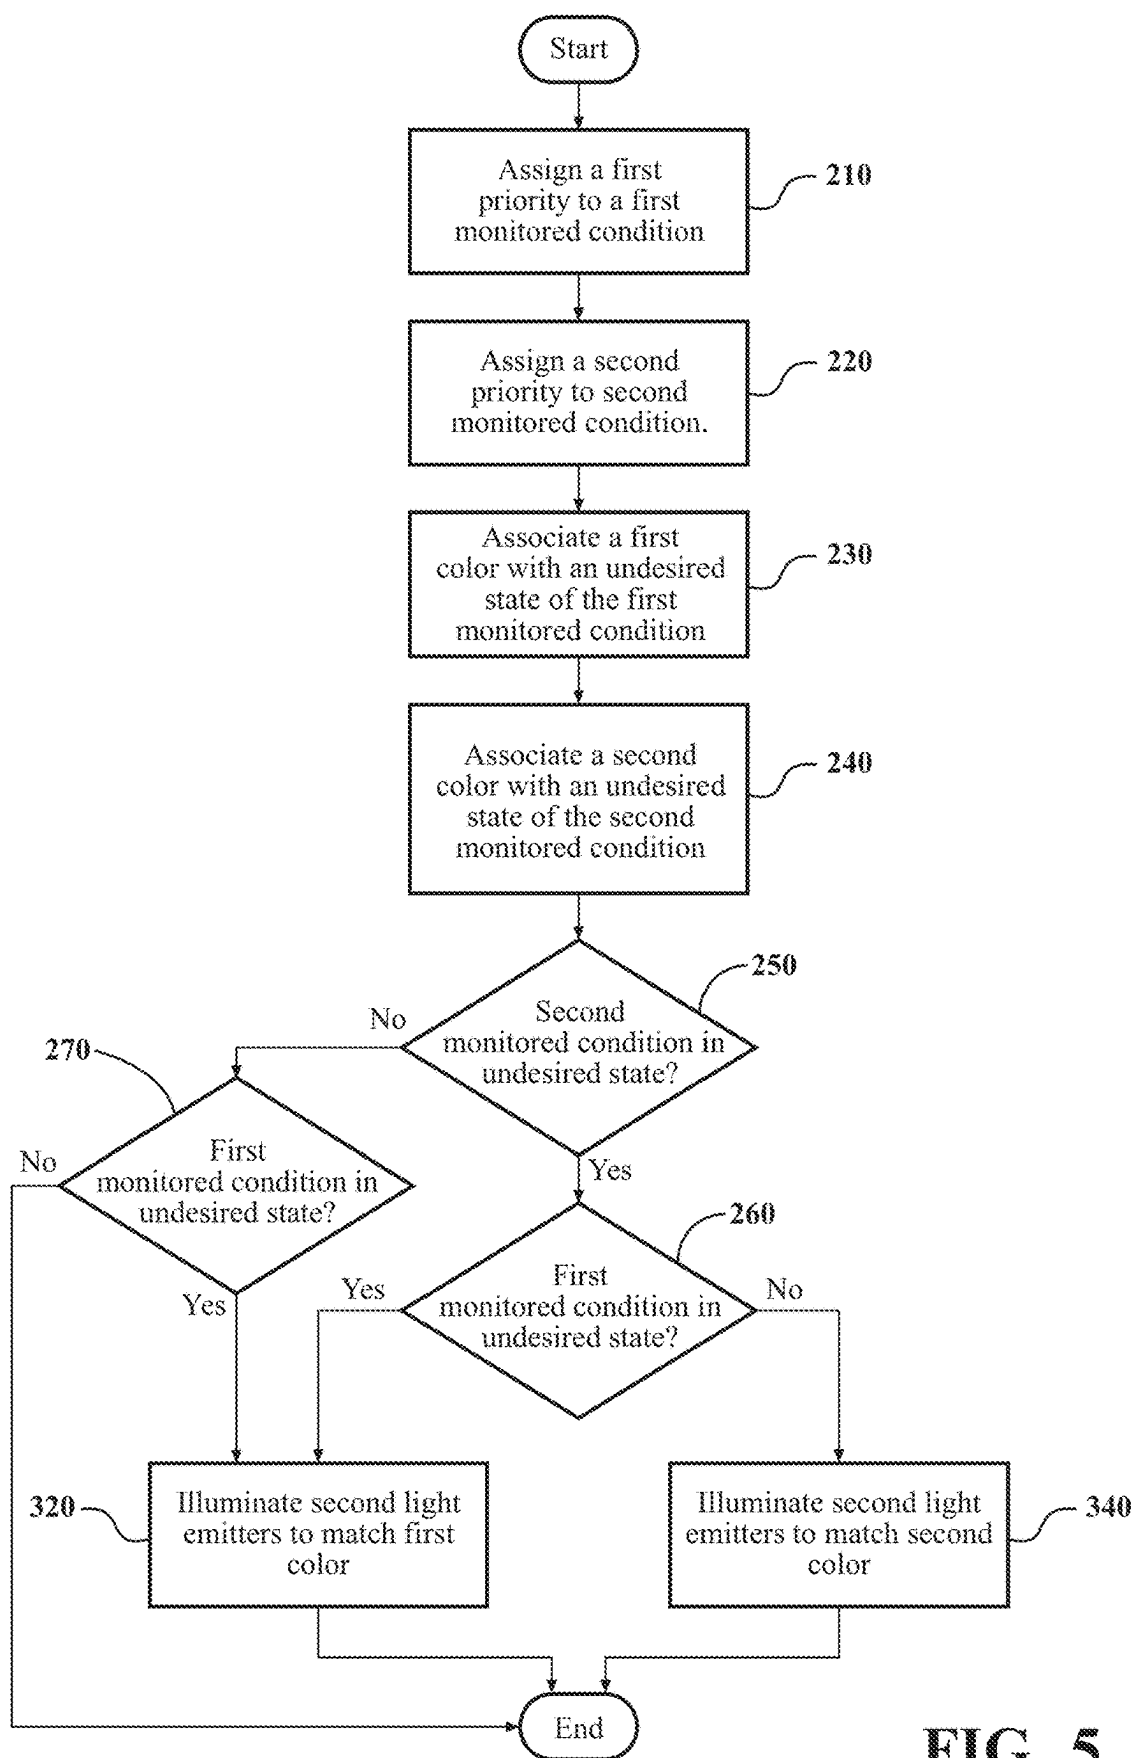 Start
Assign a first
priority to a first
monitored condition
210
Assign a second
priority to second
monitored condition.
220
Associate a first
color with an undesired
state of the first
monitored condition
230
Associate a second
color with an undesired
state of the second
monitored condition
240
Second
monitored condition in
undesired state?
250
No
Yes
270
First
monitored condition in
undesired state?
No
Yes
260
First
monitored condition in
undesired state?
Yes
No
320
Illuminate second light
emitters to match first
color
Illuminate second light
emitters to match second
color
340
End
FIG. 5